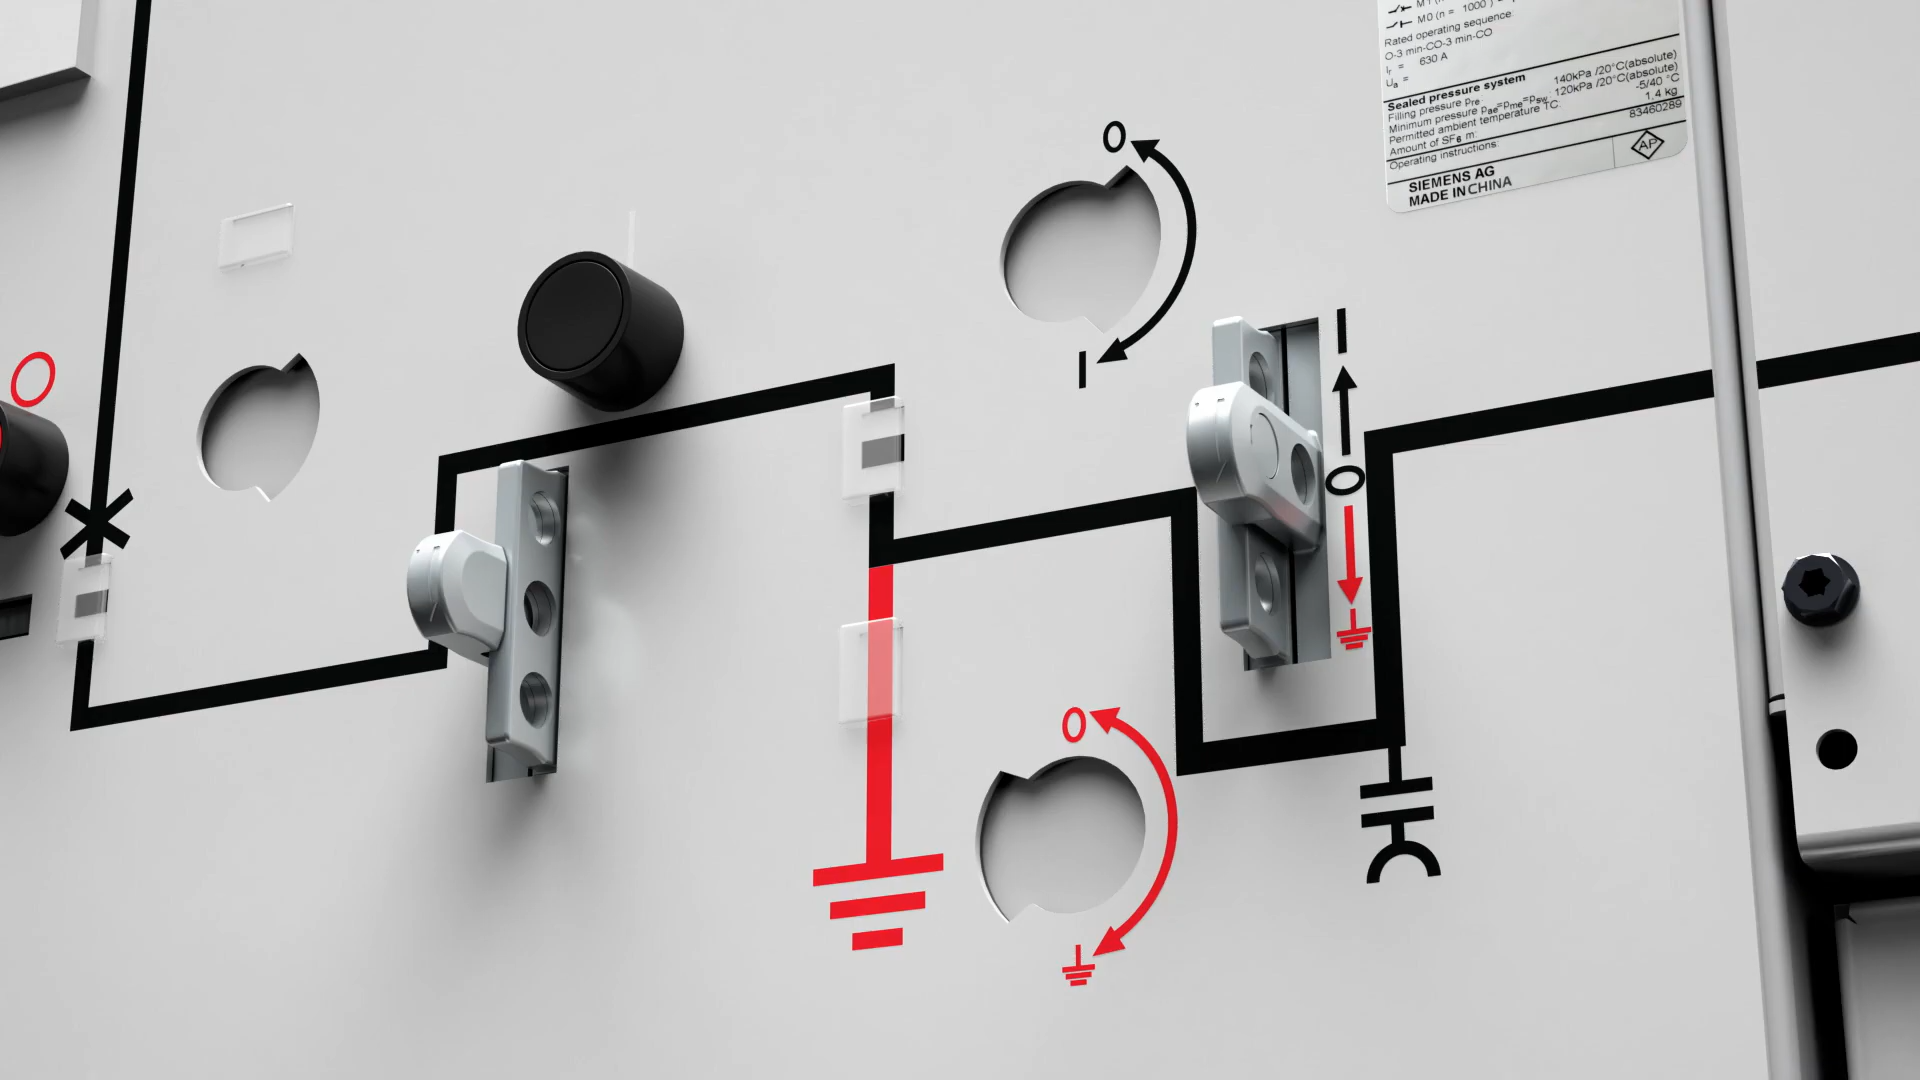 M0 (n = 1000 )
Rated operating sequence:
O-3 min-CO-3 min-CO
Ir = 630 A
Ua =
Sealed pressure system
Filling pressure pre 140kPa /20°C(absolute)
Minimum pressure pae=pme=psw: 120kPa /20°C(absolute)
Permitted ambient temperature TC: -5/40 °C
Amount of SF6 m: 1.4 kg
Operating instructions: 83460289
AP
SIEMENS AG
MADE IN CHINA
O
O
I
I
O
O